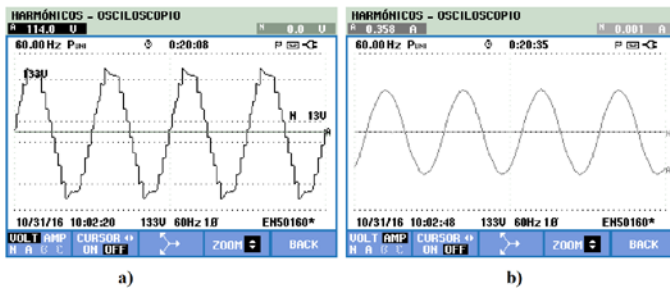 HARMÓNICOS - OSCILOSCOPIO
A 114.0 V
N 0.0 U
60.00 Hz PUNI 0:20:08 P
133V
N 13V
A
10/31/16 10:02:20 133V 60Hz 1Ø EN50160*
VOLT AMP
N A B C
CURSOR
ON OFF
ZOOM
BACK
a)
HARMÓNICOS - OSCILOSCOPIO
A 0.358 A
N 0.001 A
60.00 Hz PUNI 0:20:35 P
10/31/16 10:02:48 133V 60Hz 1Ø EN50160*
VOLT AMP
N A B C
CURSOR
ON OFF
ZOOM
BACK
b)